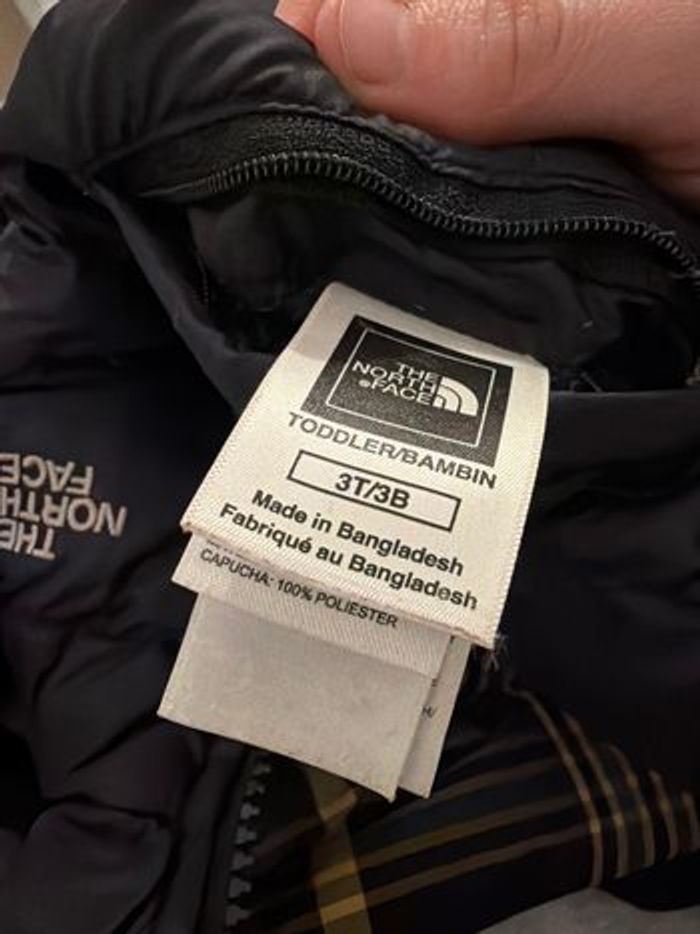 THE
NORTH
FACE
TODDLER/BAMBIN
3T/3B
Made in Bangladesh
Fabriqué au Bangladesh
CAPUCHA: 100% POLIESTER
THE
NORTH
FACE